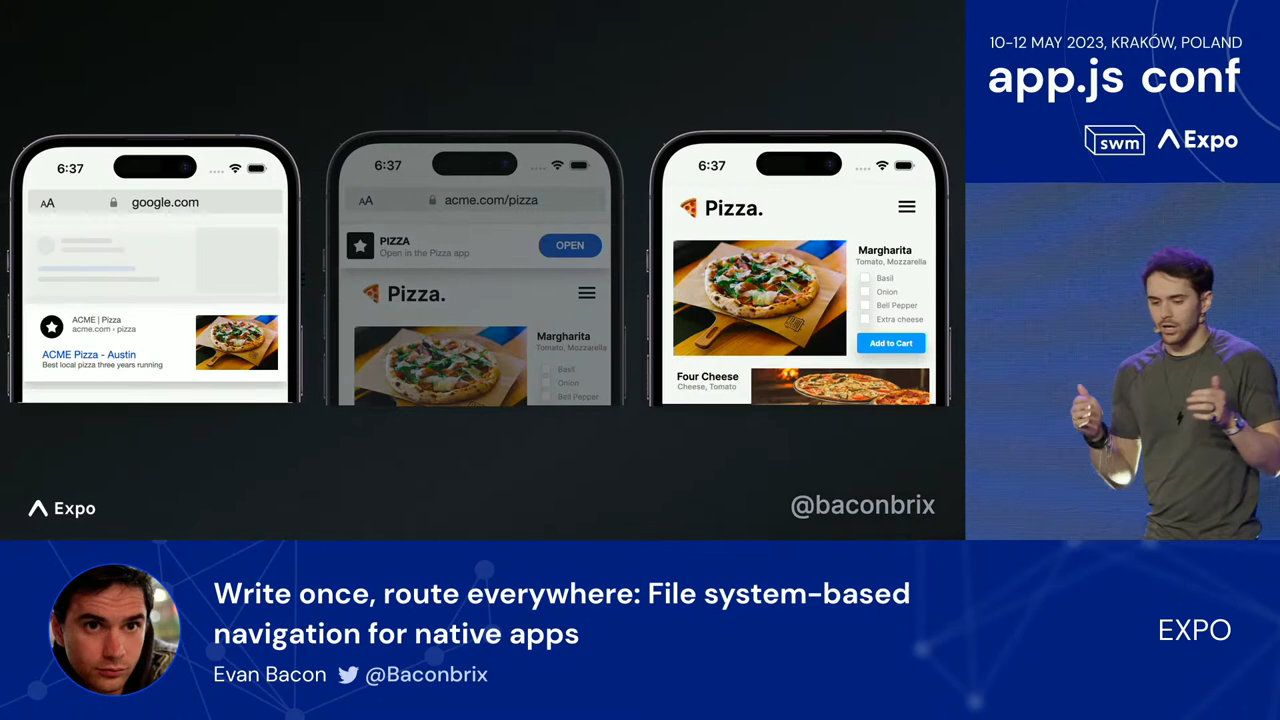 6:37
AA google.com
ACME | Pizza
acme.com › pizza
ACME Pizza - Austin
Best local pizza three years running
6:37
AA acme.com/pizza
PIZZA
Open in the Pizza app
OPEN
Pizza.
Margharita
Tomato, Mozzarella
Basil
Onion
Bell Pepper
6:37
Pizza.
Margharita
Tomato, Mozzarella
Basil
Onion
Bell Pepper
Extra cheese
Add to Cart
Four Cheese
Cheese, Tomato
Expo
@baconbrix
10-12 MAY 2023, KRAKÓW, POLAND
app.js conf
swm Expo
Write once, route everywhere: File system-based
navigation for native apps
Evan Bacon @Baconbrix
EXPO